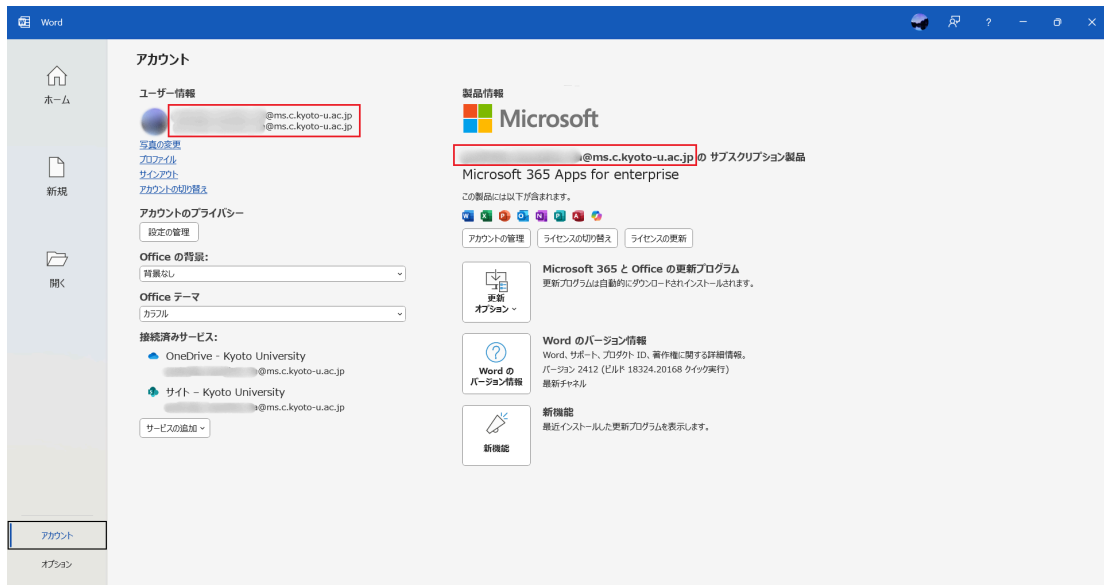 Word
?
ホーム
新規
開く
アカウント
オプション
アカウント
ユーザー情報
@ms.c.kyoto-u.ac.jp
@ms.c.kyoto-u.ac.jp
写真の変更
プロファイル
サインアウト
アカウントの切り替え
アカウントのプライバシー
設定の管理
Office の背景:
背景なし
Office テーマ
カラフル
接続済みサービス:
OneDrive - Kyoto University
@ms.c.kyoto-u.ac.jp
サイト – Kyoto University
@ms.c.kyoto-u.ac.jp
サービスの追加
製品情報
Microsoft
@ms.c.kyoto-u.ac.jp の サブスクリプション製品
Microsoft 365 Apps for enterprise
この製品には以下が含まれます。
アカウントの管理 ライセンスの切り替え ライセンスの更新
更新
オプション
Microsoft 365 と Office の更新プログラム
更新プログラムは自動的にダウンロードされインストールされます。
Word の
バージョン情報
Word のバージョン情報
Word、サポート、プロダクト ID、著作権に関する詳細情報。
バージョン 2412 (ビルド 18324.20168 クイック実行)
最新チャネル
新機能
新機能
最近インストールした更新プログラムを表示します。